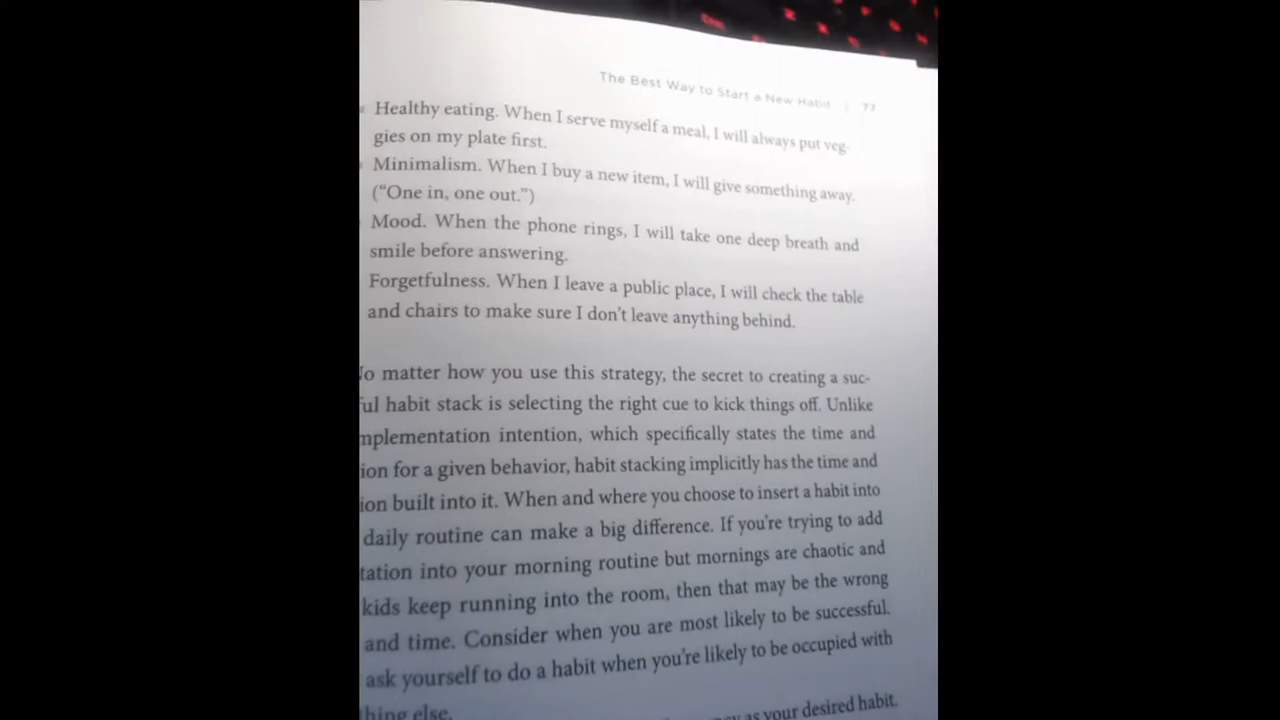 The Best Way to Start a New Habit | 77
Healthy eating. When I serve myself a meal, I will always put veg-
gies on my plate first.
Minimalism. When I buy a new item, I will give something away.
(“One in, one out.”)
Mood. When the phone rings, I will take one deep breath and
smile before answering.
Forgetfulness. When I leave a public place, I will check the table
and chairs to make sure I don’t leave anything behind.
o matter how you use this strategy, the secret to creating a suc-
ful habit stack is selecting the right cue to kick things off. Unlike
mplementation intention, which specifically states the time and
ion for a given behavior, habit stacking implicitly has the time and
ion built into it. When and where you choose to insert a habit into
daily routine can make a big difference. If you’re trying to add
tation into your morning routine but mornings are chaotic and
kids keep running into the room, then that may be the wrong
and time. Consider when you are most likely to be successful.
ask yourself to do a habit when you’re likely to be occupied with
thing else.
as your desired habit.